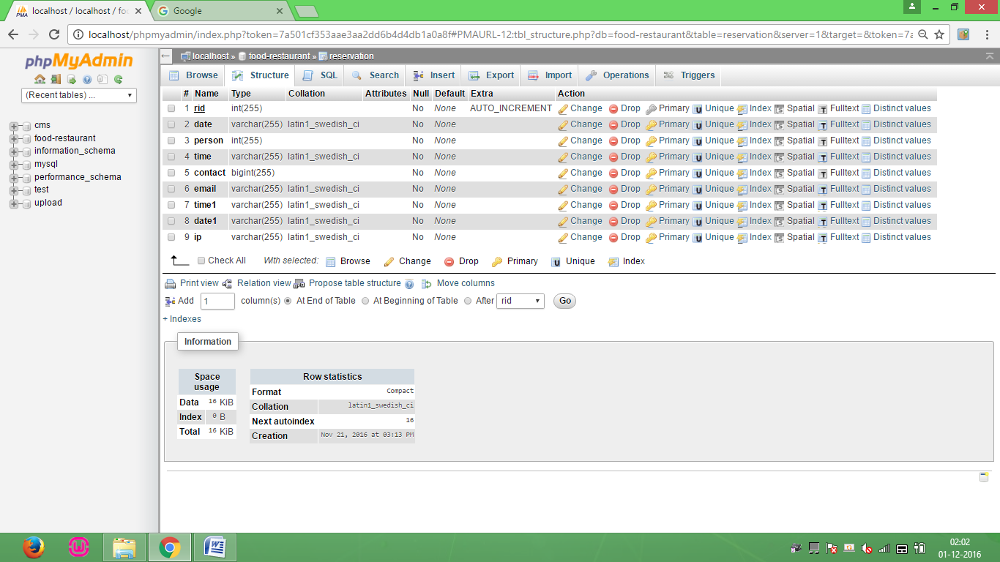 localhost / localhost / foo
Google
localhost/phpmyadmin/index.php?token=7a501cf353aae3aa2dd6b4d4db1a0a8f#PMAURL-12:tbl_structure.php?db=food-restaurant&table=reservation&server=1&target=&token=7a
phpMyAdmin
(Recent tables) ...
cms
food-restaurant
information_schema
mysql
performance_schema
test
upload
localhost » food-restaurant » reservation
Browse Structure SQL Search Insert Export Import Operations Triggers
# Name Type Collation Attributes Null Default Extra Action
1 rid int(255) No None AUTO_INCREMENT Change Drop Primary Unique Index Spatial Fulltext Distinct values
2 date varchar(255) latin1_swedish_ci No None Change Drop Primary Unique Index Spatial Fulltext Distinct values
3 person int(255) No None Change Drop Primary Unique Index Spatial Fulltext Distinct values
4 time varchar(255) latin1_swedish_ci No None Change Drop Primary Unique Index Spatial Fulltext Distinct values
5 contact bigint(255) No None Change Drop Primary Unique Index Spatial Fulltext Distinct values
6 email varchar(255) latin1_swedish_ci No None Change Drop Primary Unique Index Spatial Fulltext Distinct values
7 time1 varchar(255) latin1_swedish_ci No None Change Drop Primary Unique Index Spatial Fulltext Distinct values
8 date1 varchar(255) latin1_swedish_ci No None Change Drop Primary Unique Index Spatial Fulltext Distinct values
9 ip varchar(255) latin1_swedish_ci No None Change Drop Primary Unique Index Spatial Fulltext Distinct values
Check All With selected: Browse Change Drop Primary Unique Index
Print view Relation view Propose table structure Move columns
Add 1 column(s) At End of Table At Beginning of Table After rid Go
+ Indexes
Information
Space usage
Data 16 KiB
Index 0 B
Total 16 KiB
Row statistics
Format Compact
Collation latin1_swedish_ci
Next autoindex 16
Creation Nov 21, 2016 at 03:13 PM
02:02
01-12-2016